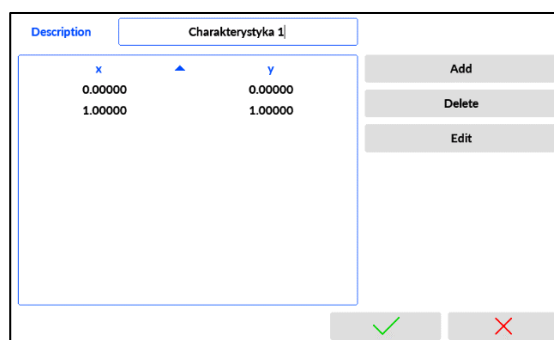 Description Charakterystyka 1
x y
0.00000 0.00000
1.00000 1.00000
Add
Delete
Edit